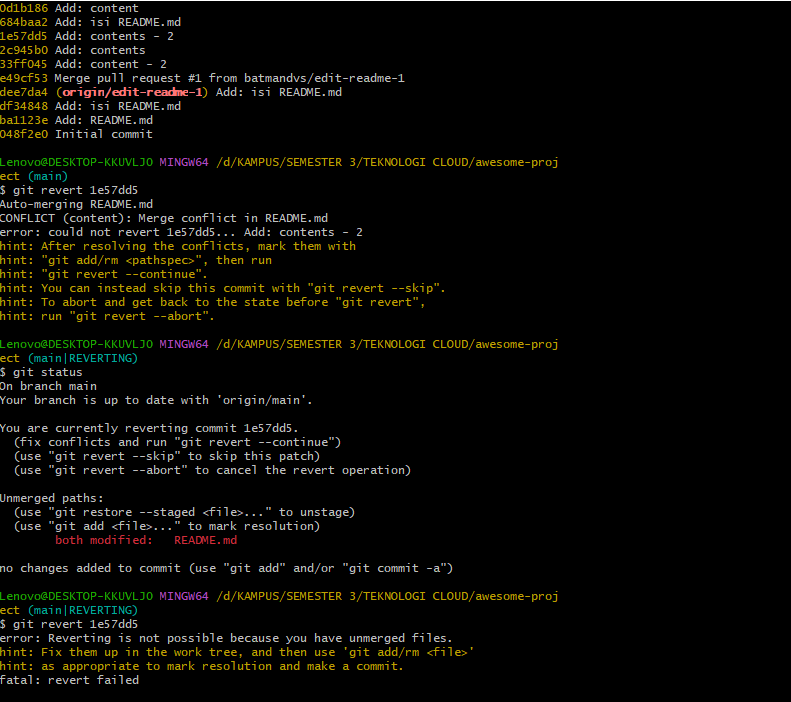 0d1b186 Add: content
684baa2 Add: isi README.md
1e57dd5 Add: contents - 2
2c945b0 Add: contents
33ff045 Add: content - 2
e49cf53 Merge pull request #1 from batmandvs/edit-readme-1
dee7da4 (origin/edit-readme-1) Add: isi README.md
df34848 Add: isi README.md
ba1123e Add: README.md
048f2e0 Initial commit

Lenovo@DESKTOP-KKUVLJO MINGW64 /d/KAMPUS/SEMESTER 3/TEKNOLOGI CLOUD/awesome-proj
ect (main)
$ git revert 1e57dd5
Auto-merging README.md
CONFLICT (content): Merge conflict in README.md
error: could not revert 1e57dd5... Add: contents - 2
hint: After resolving the conflicts, mark them with
hint: "git add/rm <pathspec>", then run
hint: "git revert --continue".
hint: You can instead skip this commit with "git revert --skip".
hint: To abort and get back to the state before "git revert",
hint: run "git revert --abort".

Lenovo@DESKTOP-KKUVLJO MINGW64 /d/KAMPUS/SEMESTER 3/TEKNOLOGI CLOUD/awesome-proj
ect (main|REVERTING)
$ git status
On branch main
Your branch is up to date with 'origin/main'.

You are currently reverting commit 1e57dd5.
  (fix conflicts and run "git revert --continue")
  (use "git revert --skip" to skip this patch)
  (use "git revert --abort" to cancel the revert operation)

Unmerged paths:
  (use "git restore --staged <file>..." to unstage)
  (use "git add <file>..." to mark resolution)
        both modified:   README.md

no changes added to commit (use "git add" and/or "git commit -a")

Lenovo@DESKTOP-KKUVLJO MINGW64 /d/KAMPUS/SEMESTER 3/TEKNOLOGI CLOUD/awesome-proj
ect (main|REVERTING)
$ git revert 1e57dd5
error: Reverting is not possible because you have unmerged files.
hint: Fix them up in the work tree, and then use 'git add/rm <file>'
hint: as appropriate to mark resolution and make a commit.
fatal: revert failed